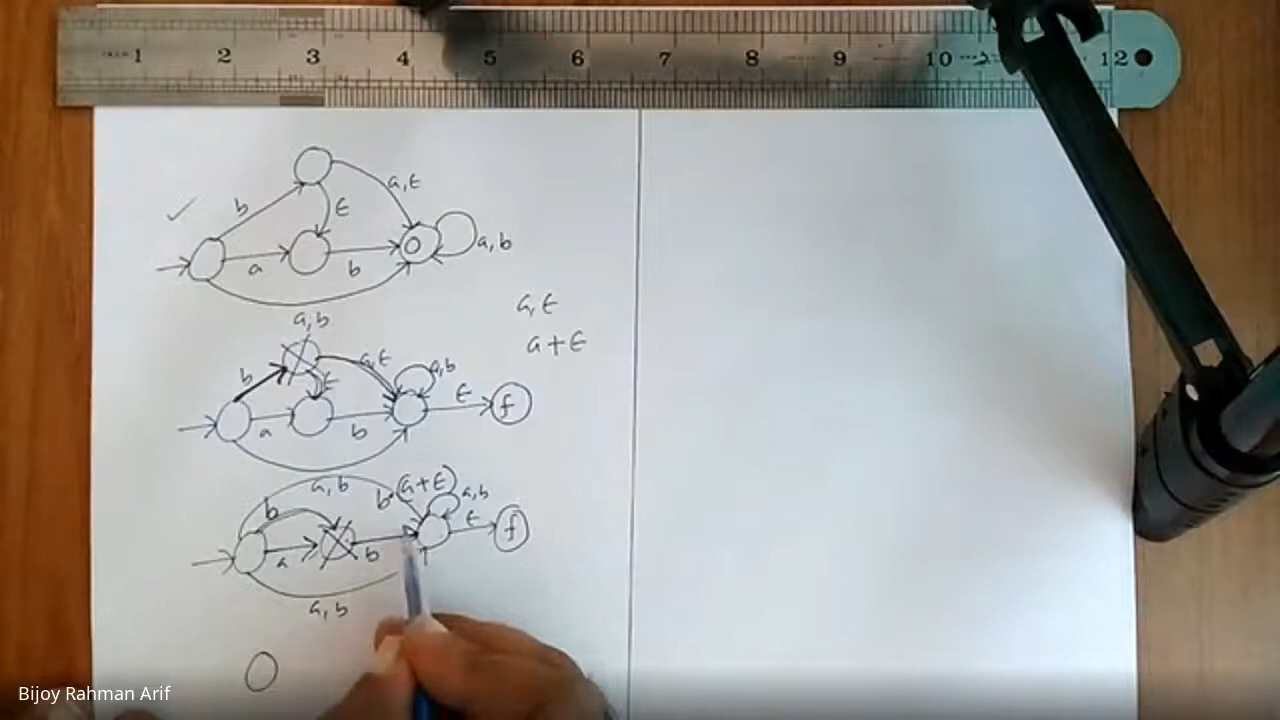 1 2 3 4 5 6 7 8 9 10 12
b
a,ε
ε
a
b
a,b
a,b
a,ε
a+ε
b
a,ε
ε
a,b
ε
f
a
b
a,b
b(a+ε)
a,b
b
ε
f
a
b
a,b
Bijoy Rahman Arif